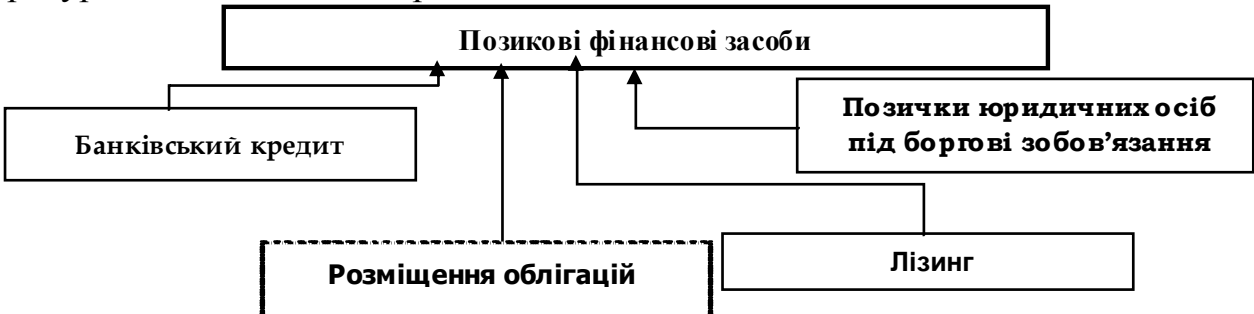 Позикові фінансові засоби
Позички юридичних осіб
під боргові зобов’язання
Банківський кредит
Розміщення облігацій
Лізинг